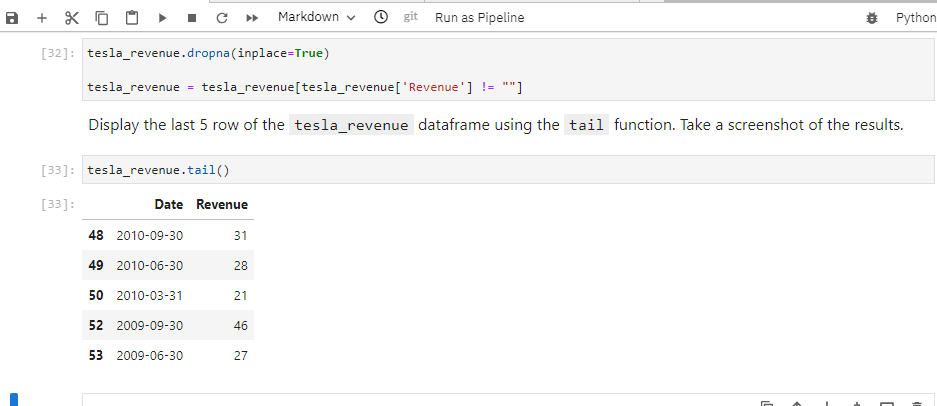 Markdown git Run as Pipeline Python
[32]: tesla_revenue.dropna(inplace=True)
tesla_revenue = tesla_revenue[tesla_revenue['Revenue'] != ""]
Display the last 5 row of the tesla_revenue dataframe using the tail function. Take a screenshot of the results.
[33]: tesla_revenue.tail()
[33]: Date Revenue
48 2010-09-30 31
49 2010-06-30 28
50 2010-03-31 21
52 2009-09-30 46
53 2009-06-30 27